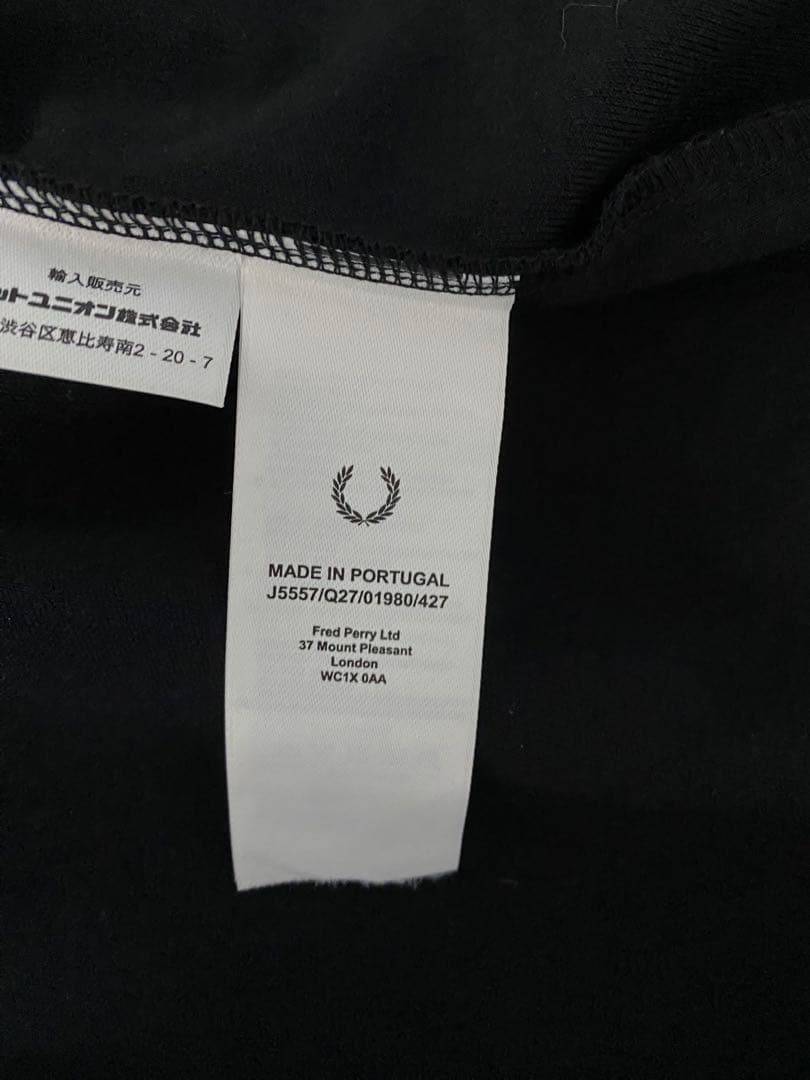 輸入販売元
ットユニオン株式会社
渋谷区恵比寿南2-20-7
MADE IN PORTUGAL
J5557/Q27/01980/427
Fred Perry Ltd
37 Mount Pleasant
London
WC1X 0AA